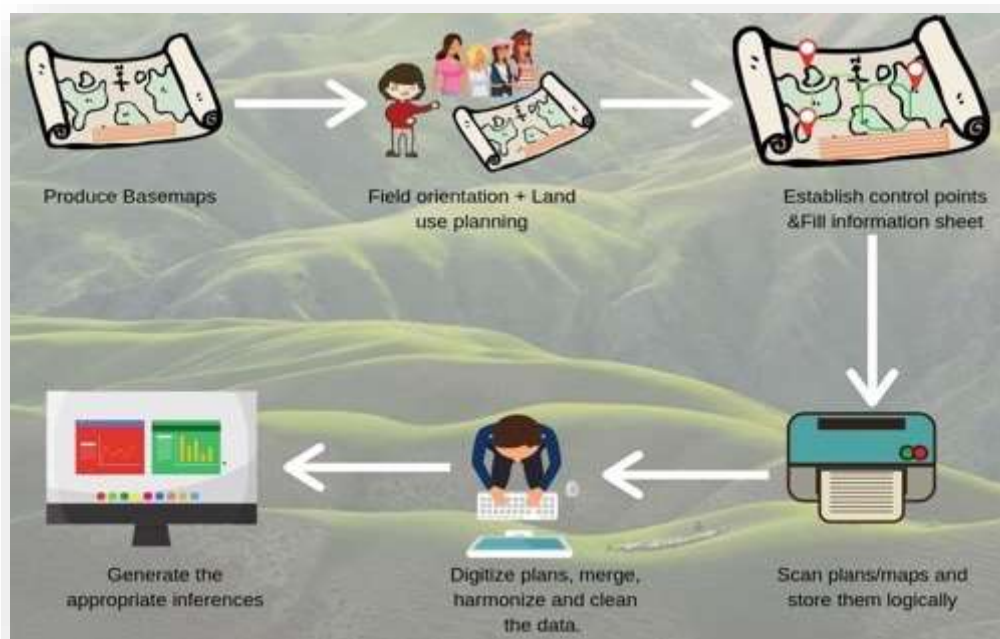 Produce Basemaps
Field orientation + Land
use planning
Establish control points
&Fill information sheet
Scan plans/maps and
store them logically
Digitize plans, merge,
harmonize and clean
the data.
Generate the
appropriate inferences